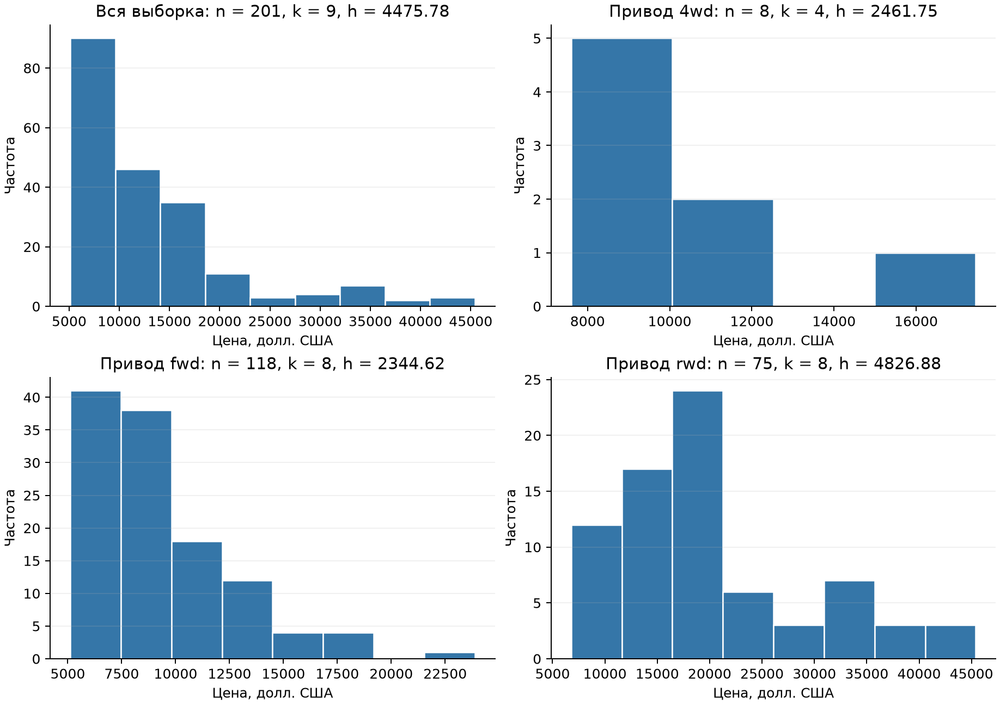 Вся выборка: n = 201, k = 9, h = 4475.78
Частота
80
60
40
20
0
5000 10000 15000 20000 25000 30000 35000 40000 45000
Цена, долл. США
Привод 4wd: n = 8, k = 4, h = 2461.75
Частота
5
4
3
2
1
0
8000 10000 12000 14000 16000
Цена, долл. США
Привод fwd: n = 118, k = 8, h = 2344.62
Частота
40
35
30
25
20
15
10
5
0
5000 7500 10000 12500 15000 17500 20000 22500
Цена, долл. США
Привод rwd: n = 75, k = 8, h = 4826.88
Частота
25
20
15
10
5
0
5000 10000 15000 20000 25000 30000 35000 40000 45000
Цена, долл. США